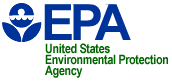 EPA
United States
Environmental Protection
Agency